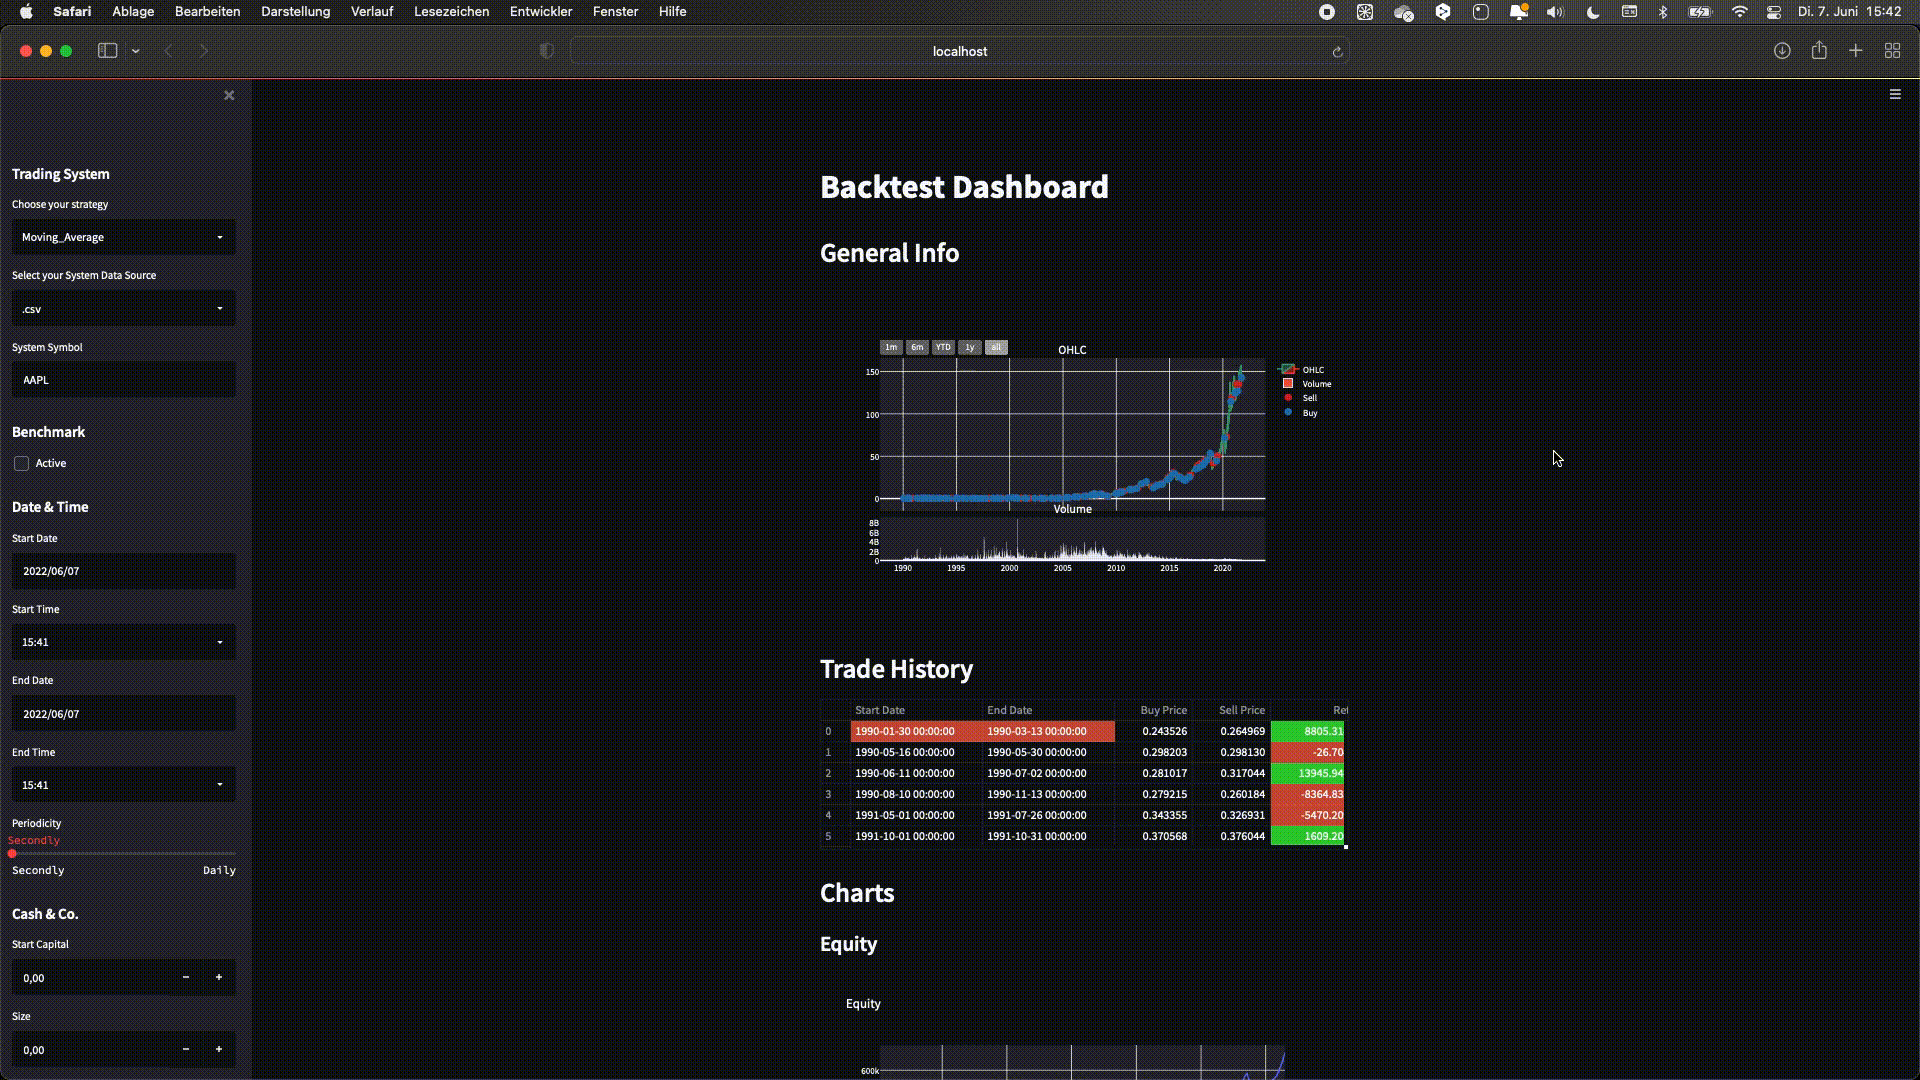 Safari Ablage Bearbeiten Darstellung Verlauf Lesezeichen Entwickler Fenster Hilfe Di. 7. Juni 15:42
localhost
Trading System
Choose your strategy
Moving_Average
Select your System Data Source
.csv
System Symbol
AAPL
Benchmark
Active
Date & Time
Start Date
2022/06/07
Start Time
15:41
End Date
2022/06/07
End Time
15:41
Periodicity
Secondly
Secondly Daily
Cash & Co.
Start Capital
0,00 − +
Size
0,00 − +
Backtest Dashboard
General Info
1m 6m YTD 1y all
OHLC
150
100
50
0
OHLC
Volume
Sell
Buy
Volume
8B
6B
4B
2B
0
1990 1995 2000 2005 2010 2015 2020
Trade History
Start Date End Date Buy Price Sell Price
0 1990-01-30 00:00:00 1990-03-13 00:00:00 0.243526 0.264969 8805.31
1 1990-05-16 00:00:00 1990-05-30 00:00:00 0.298203 0.298130 -26.70
2 1990-06-11 00:00:00 1990-07-02 00:00:00 0.281017 0.317044 13945.94
3 1990-08-10 00:00:00 1990-11-13 00:00:00 0.279215 0.260184 -8364.83
4 1991-05-01 00:00:00 1991-07-26 00:00:00 0.343355 0.326931 -5470.20
5 1991-10-01 00:00:00 1991-10-31 00:00:00 0.370568 0.376044 1609.20
Charts
Equity
Equity
600k